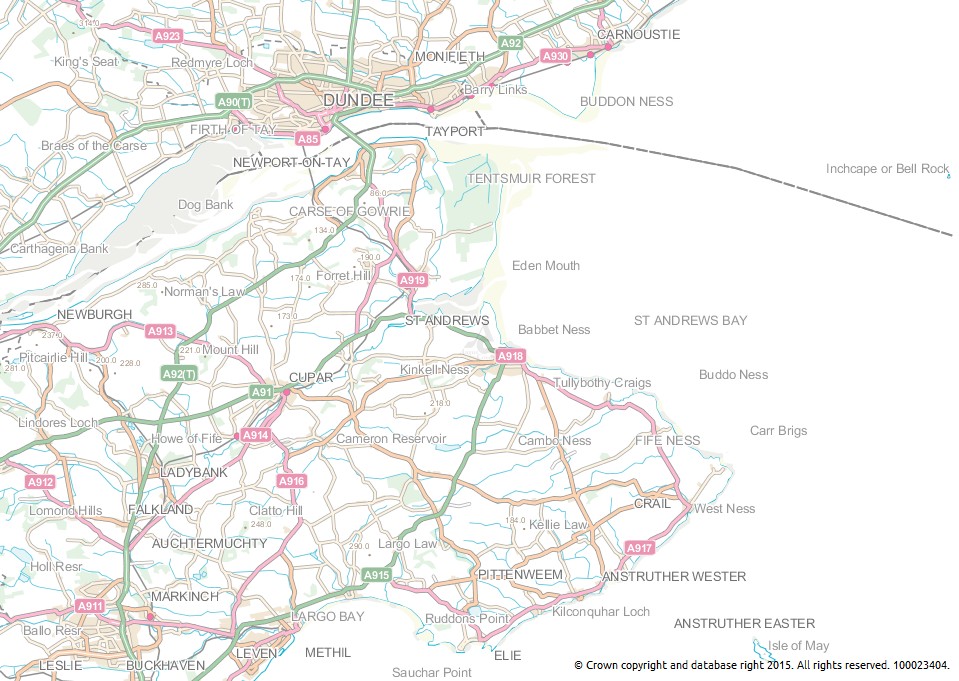 314.0
A923
CARNOUSTIE
A92
MONIFIETH
A930
King's Seat
Redmyre Loch
Barry Links
DUNDEE
A90(T)
BUDDON NESS
FIRTH OF TAY
A85
TAYPORT
Braes of the Carse
NEWPORT-ON-TAY
Inchcape or Bell Rock
TENTSMUIR FOREST
86.0
Dog Bank
CARSE OF GOWRIE
134.0
Carthagena Bank
190.0
Eden Mouth
Forret Hill
174.0
A919
285.0
Norman's Law
NEWBURGH
173.0
ST ANDREWS
ST ANDREWS BAY
A913
Babbet Ness
237.0
Pitcairlie Hill
200.0
228.0
221.0
Mount Hill
A918
281.0
A92(T)
CUPAR
Kinkell Ness
Buddo Ness
Tullybothy Craigs
A91
218.0
Lindores Loch
Carr Brigs
Howe of Fife
A914
Cameron Reservoir
Cambo Ness
FIFE NESS
LADYBANK
A912
A916
Lomond Hills
FALKLAND
Clatto Hill
CRAIL
West Ness
248.0
184.0
Kellie Law
AUCHTERMUCHTY
290.0
Largo Law
A917
Holl Resr
A915
PITTENWEEM
ANSTRUTHER WESTER
MARKINCH
A911
LARGO BAY
Ruddons Point
Kilconquhar Loch
Ballo Resr
ANSTRUTHER EASTER
LESLIE
BUCKHAVEN
LEVEN
METHIL
ELIE
Isle of May
Sauchar Point
© Crown copyright and database right 2015. All rights reserved. 100023404.